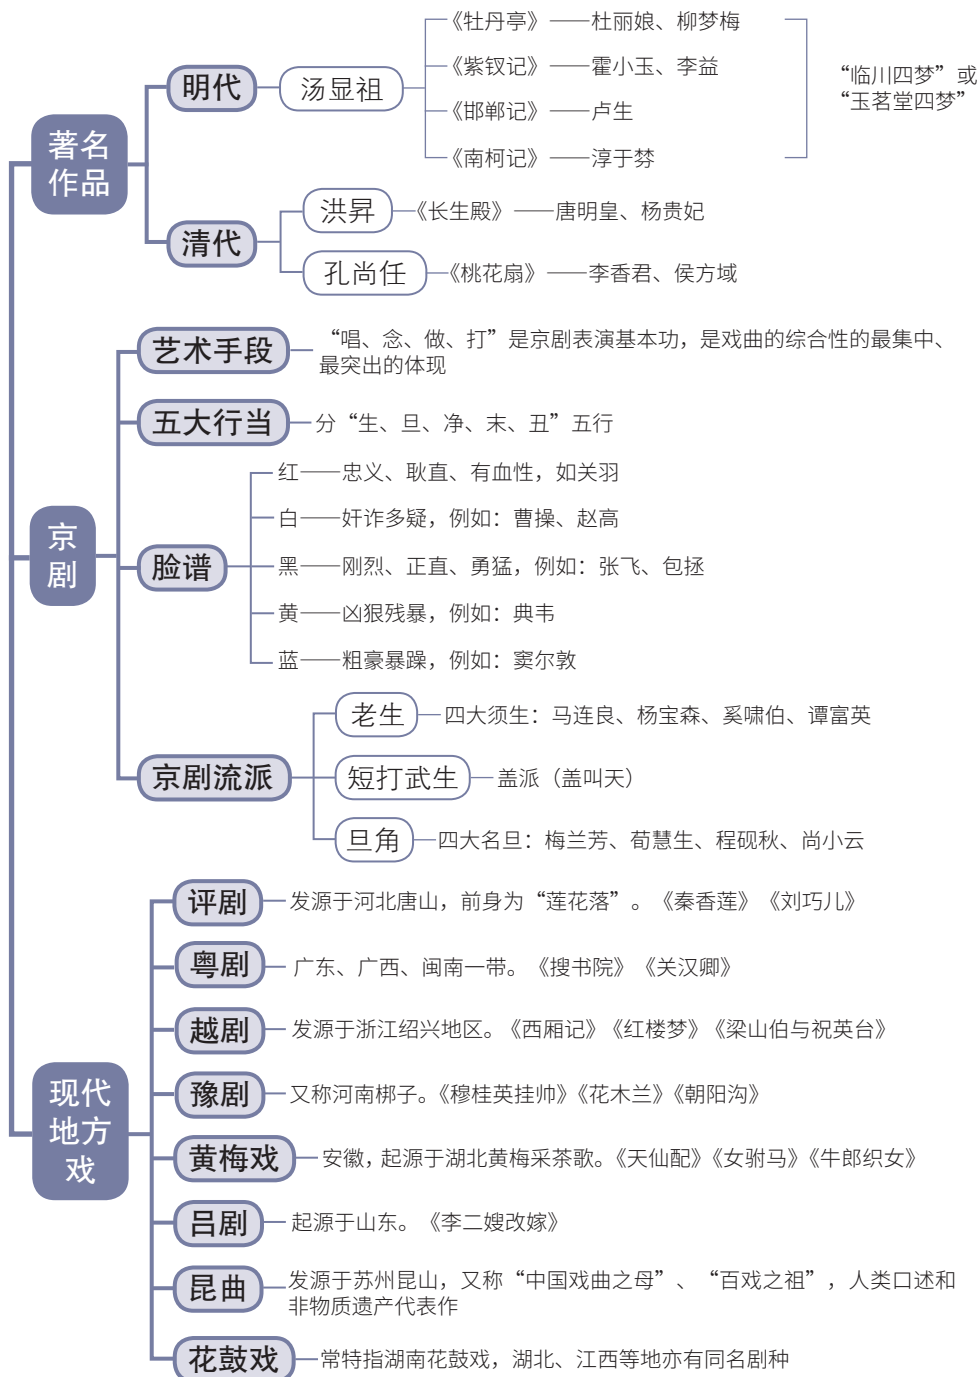 著名
作品
明代
汤显祖
《牡丹亭》——杜丽娘、柳梦梅
《紫钗记》——霍小玉、李益
《邯郸记》——卢生
《南柯记》——淳于棼
“临川四梦”或
“玉茗堂四梦”
清代
洪昇
《长生殿》——唐明皇、杨贵妃
孔尚任
《桃花扇》——李香君、侯方域
京
剧
艺术手段
“唱、念、做、打”是京剧表演基本功，是戏曲的综合性的最集中、
最突出的体现
五大行当
分“生、旦、净、末、丑”五行
脸谱
红——忠义、耿直、有血性，如关羽
白——奸诈多疑，例如：曹操、赵高
黑——刚烈、正直、勇猛，例如：张飞、包拯
黄——凶狠残暴，例如：典韦
蓝——粗豪暴躁，例如：窦尔敦
京剧流派
老生
四大须生：马连良、杨宝森、奚啸伯、谭富英
短打武生
盖派（盖叫天）
旦角
四大名旦：梅兰芳、荀慧生、程砚秋、尚小云
现代
地方
戏
评剧
发源于河北唐山，前身为“莲花落”。《秦香莲》《刘巧儿》
粤剧
广东、广西、闽南一带。《搜书院》《关汉卿》
越剧
发源于浙江绍兴地区。《西厢记》《红楼梦》《梁山伯与祝英台》
豫剧
又称河南梆子。《穆桂英挂帅》《花木兰》《朝阳沟》
黄梅戏
安徽，起源于湖北黄梅采茶歌。《天仙配》《女驸马》《牛郎织女》
吕剧
起源于山东。《李二嫂改嫁》
昆曲
发源于苏州昆山，又称“中国戏曲之母”、“百戏之祖”，人类口述和
非物质遗产代表作
花鼓戏
常特指湖南花鼓戏，湖北、江西等地亦有同名剧种